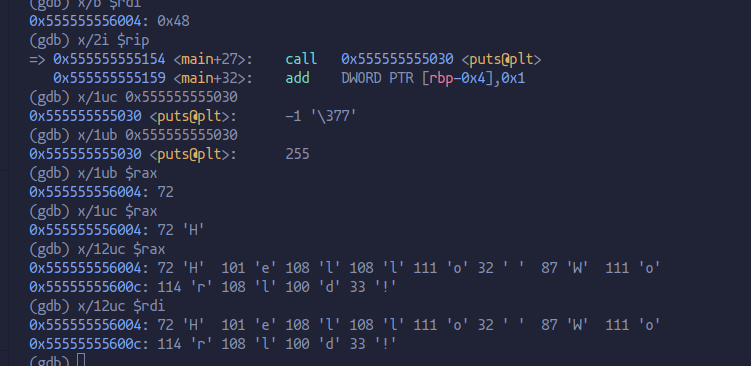 (gdb) x/b $rdi
0x555555556004: 0x48
(gdb) x/2i $rip
=> 0x555555555154 <main+27>: call 0x555555555030 <puts@plt>
0x555555555159 <main+32>: add DWORD PTR [rbp-0x4],0x1
(gdb) x/1uc 0x555555555030
0x555555555030 <puts@plt>: -1 '\377'
(gdb) x/1ub 0x555555555030
0x555555555030 <puts@plt>: 255
(gdb) x/1ub $rax
0x555555556004: 72
(gdb) x/1uc $rax
0x555555556004: 72 'H'
(gdb) x/12uc $rax
0x555555556004: 72 'H' 101 'e' 108 'l' 108 'l' 111 'o' 32 ' ' 87 'W' 111 'o'
0x55555555600c: 114 'r' 108 'l' 100 'd' 33 '!'
(gdb) x/12uc $rdi
0x555555556004: 72 'H' 101 'e' 108 'l' 108 'l' 111 'o' 32 ' ' 87 'W' 111 'o'
0x55555555600c: 114 'r' 108 'l' 100 'd' 33 '!'
(gdb)